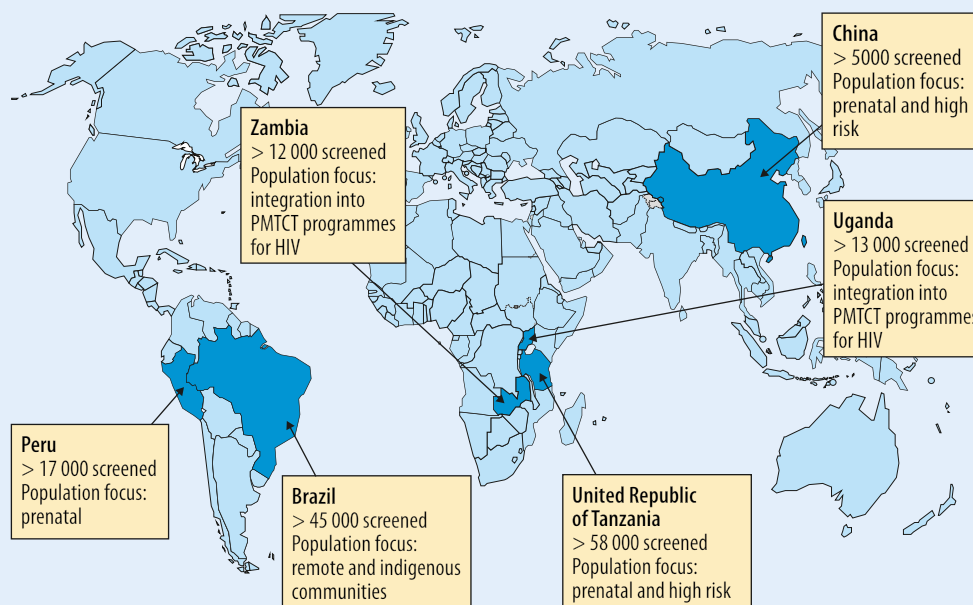 China
> 5000 screened
Population focus:
prenatal and high
risk
Zambia
> 12 000 screened
Population focus:
integration into
PMTCT programmes
for HIV
Uganda
> 13 000 screened
Population focus:
integration into
PMTCT programmes
for HIV
Peru
> 17 000 screened
Population focus:
prenatal
Brazil
> 45 000 screened
Population focus:
remote and indigenous
communities
United Republic
of Tanzania
> 58 000 screened
Population focus:
prenatal and high risk